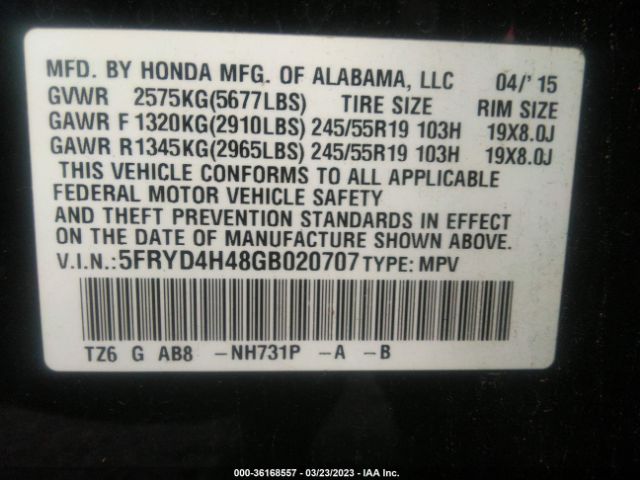 MFD. BY HONDA MFG. OF ALABAMA, LLC 04/' 15
GVWR 2575KG(5677LBS) TIRE SIZE RIM SIZE
GAWR F 1320KG(2910LBS) 245/55R19 103H 19X8.0J
GAWR R1345KG(2965LBS) 245/55R19 103H 19X8.0J
THIS VEHICLE CONFORMS TO ALL APPLICABLE
FEDERAL MOTOR VEHICLE SAFETY
AND THEFT PREVENTION STANDARDS IN EFFECT
ON THE DATE OF MANUFACTURE SHOWN ABOVE.
V.I.N.: 5FRYD4H48GB020707 TYPE: MPV
TZ6 G AB8 -NH731P -A -B
000-36168557 - 03/23/2023 - IAA Inc.